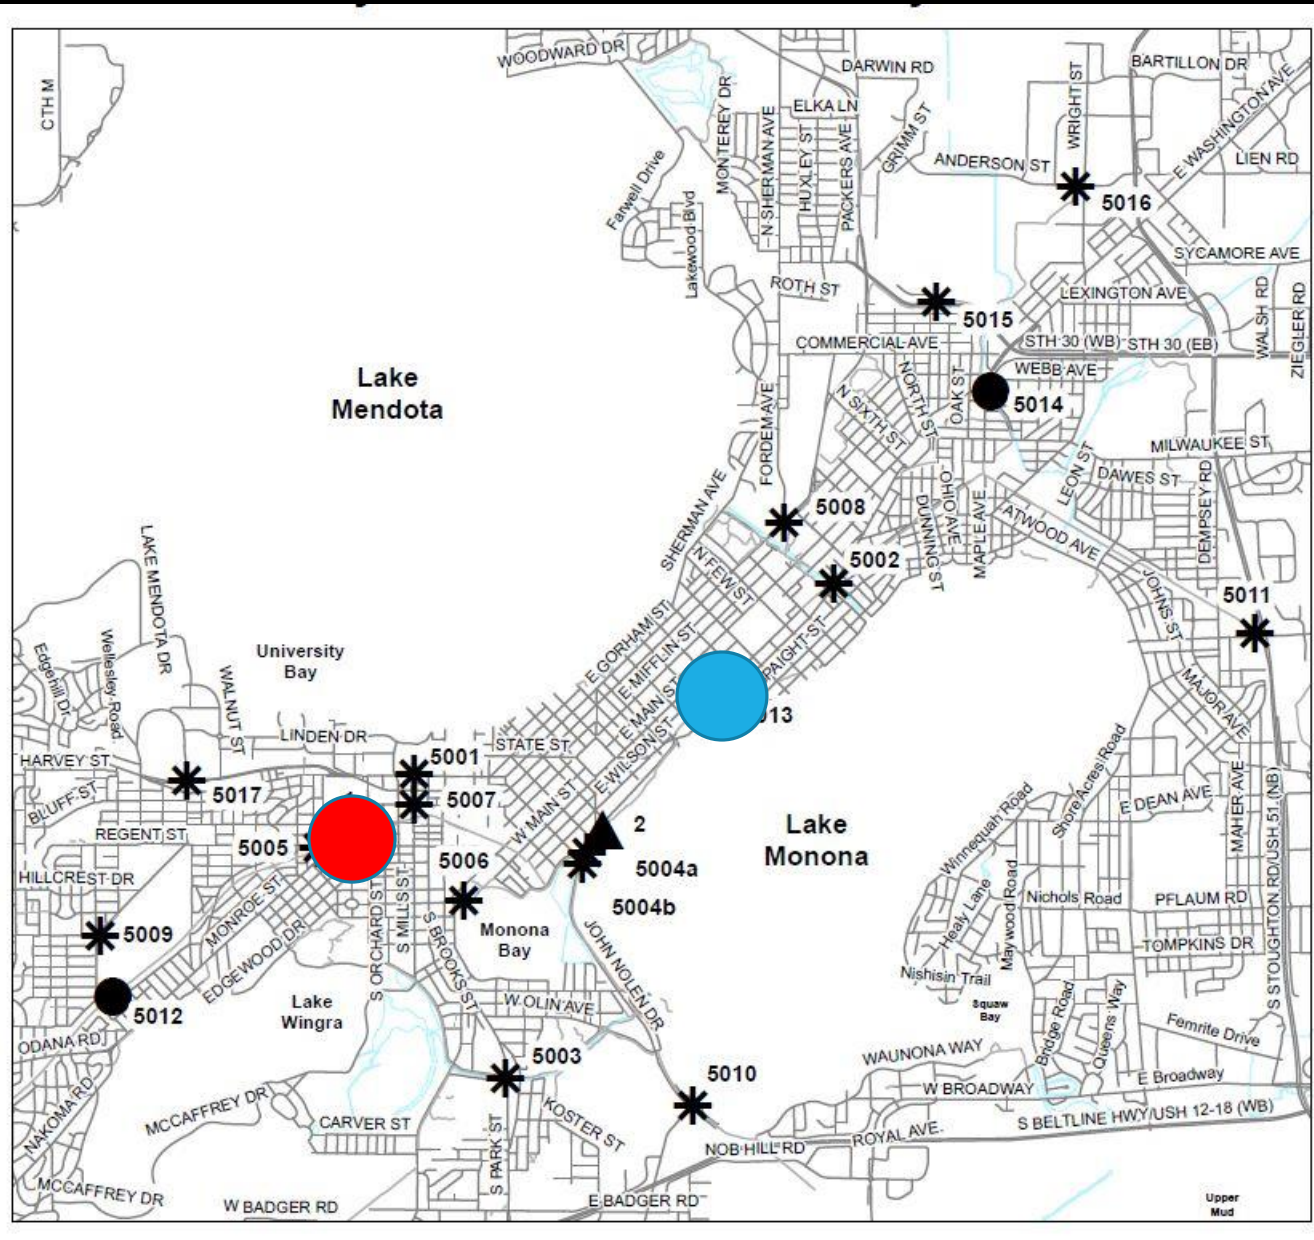 WOODWARD DR
DARWIN RD
BARTILLON DR
CTH M
MONTEREY DR
ELKA LN
WRIGHT ST
E WASHINGTON AVE
N SHERMAN AVE
HUXLEY ST
PACKERS AVE
GRIMM ST
ANDERSON ST
LIEN RD
Farwell Drive
5016
Lakewood Blvd
SYCAMORE AVE
ROTH ST
LEXINGTON AVE
WALSH RD
ZIEGLER RD
5015
COMMERCIAL AVE
STH 30 (WB)
STH 30 (EB)
WEBB AVE
Lake
Mendota
FORDEM AVE
N SIXTH ST
NORTH ST
OAK ST
5014
MILWAUKEE ST
LEON ST
DAWES ST
DEMPSEY RD
SHERMAN AVE
5008
OHIO AVE
DUNNING ST
MAPLE AVE
ATWOOD AVE
N FEW ST
5002
LAKE MENDOTA DR
JOHNS ST
5011
E GORHAM ST
E MIFFLIN ST
PAIGHT ST
University
Bay
Edgehill Dr
Wellesley Road
WALNUT ST
E MAIN ST
MAJOR AVE
013
LINDEN DR
STATE ST
E WILSON ST
HARVEY ST
5001
5017
5007
BLUFF ST
W MAIN ST
Shore Acres Road
Winnequah Road
E DEAN AVE
MAHER AVE
S STOUGHTON RD/USH 51 (NB)
REGENT ST
5005
2
Lake
Monona
5006
5004a
HILLCREST DR
5004b
Nichols Road
PFLAUM RD
MONROE ST
S ORCHARD ST
S MILLS ST
S BROOKS ST
Healy Lane
Maywood Road
5009
Monona
Bay
JOHN NOLEN DR
TOMPKINS DR
EDGEWOOD DR
Nishisin Trail
5012
Lake
Wingra
W OLIN AVE
Squaw
Bay
Bridge Road
Queens Way
Femrite Drive
ODANA RD
5003
WAUNONA WAY
5010
W BROADWAY
E Broadway
NAKOMA RD
MCCAFFREY DR
CARVER ST
KOSTER ST
S PARK ST
S BELTLINE HWY/USH 12-18 (WB)
ROYAL AVE
NOB HILL RD
MCCAFFREY DR
W BADGER RD
E BADGER RD
Upper
Mud